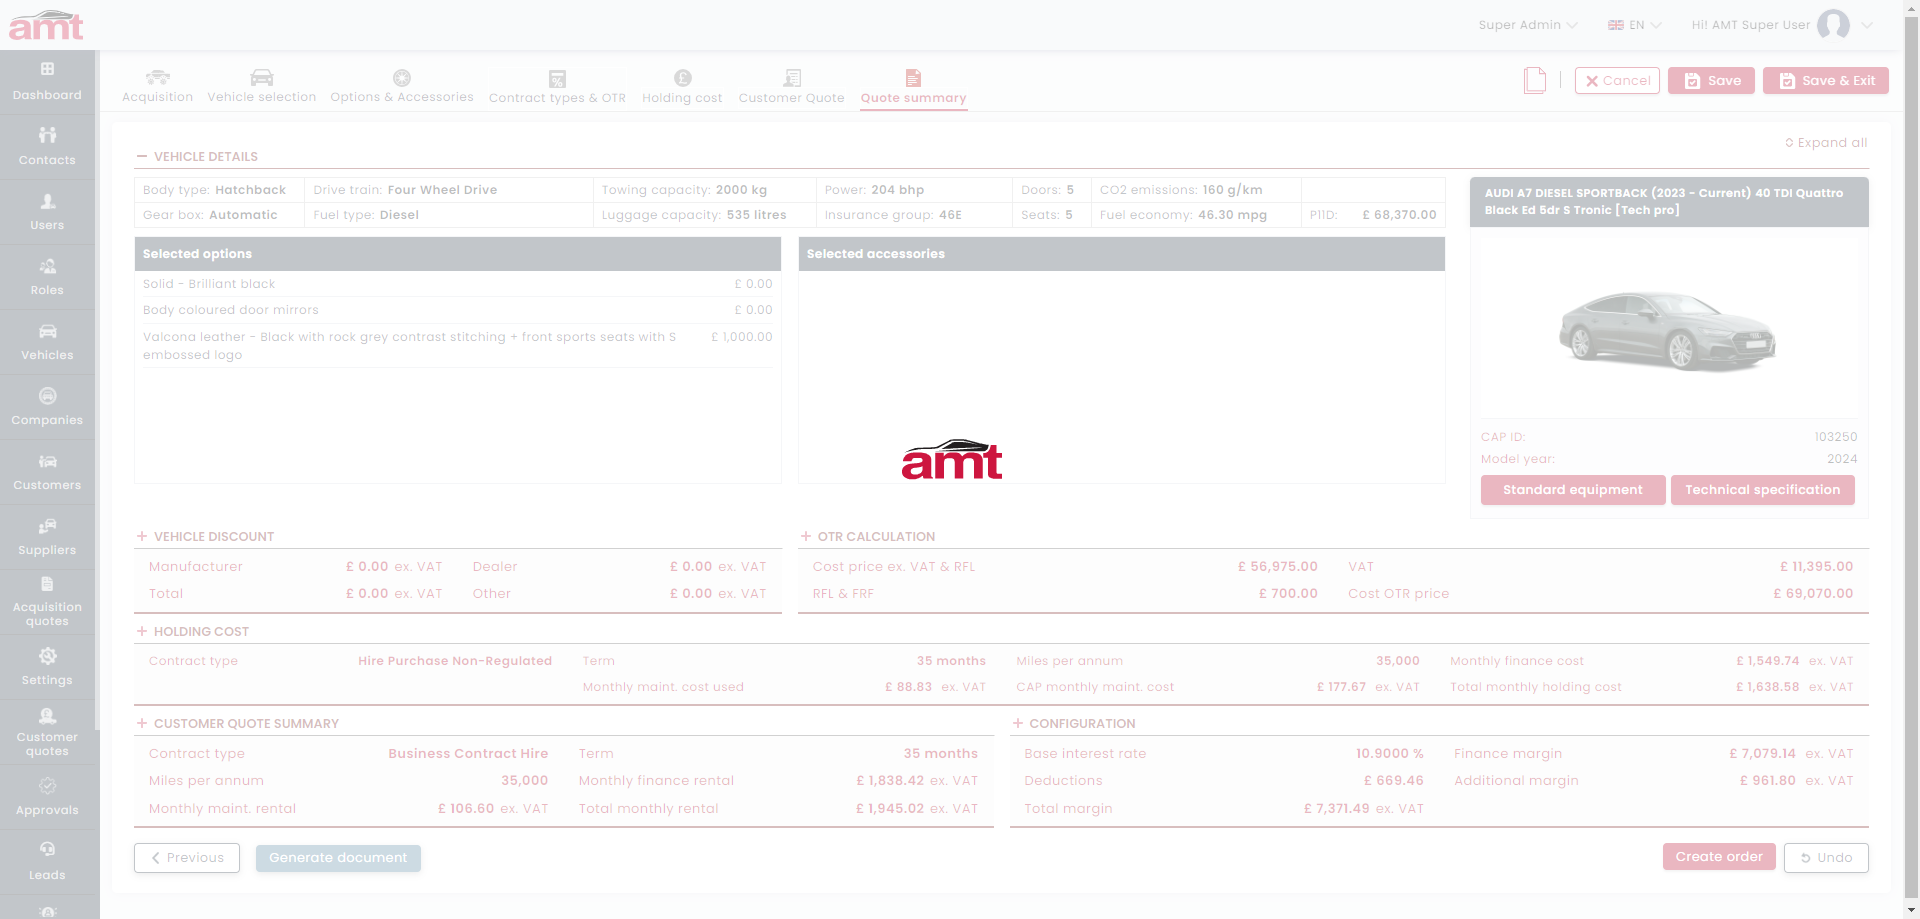 amt
Super Admin
EN
Hi! AMT Super User
Dashboard
Contacts
Users
Roles
Vehicles
Companies
Customers
Suppliers
Acquisition
quotes
Settings
Customer
quotes
Approvals
Leads
Acquisition
Vehicle selection
Options & Accessories
Contract types & OTR
Holding cost
Customer Quote
Quote summary
Cancel
Save
Save & Exit
Expand all
VEHICLE DETAILS
Body type: Hatchback
Drive train: Four Wheel Drive
Towing capacity: 2000 kg
Power: 204 bhp
Doors: 5
CO2 emissions: 160 g/km
Gear box: Automatic
Fuel type: Diesel
Luggage capacity: 535 litres
Insurance group: 46E
Seats: 5
Fuel economy: 46.30 mpg
P11D: £ 68,370.00
AUDI A7 DIESEL SPORTBACK (2023 - Current) 40 TDI Quattro
Black Ed 5dr S Tronic [Tech pro]
Selected options
Solid - Brilliant black £ 0.00
Body coloured door mirrors £ 0.00
Valcona leather - Black with rock grey contrast stitching + front sports seats with S £ 1,000.00
embossed logo
Selected accessories
amt
CAP ID: 103250
Model year: 2024
Standard equipment
Technical specification
VEHICLE DISCOUNT
Manufacturer £ 0.00 ex. VAT Dealer £ 0.00 ex. VAT
Total £ 0.00 ex. VAT Other £ 0.00 ex. VAT
OTR CALCULATION
Cost price ex. VAT & RFL £ 56,975.00 VAT £ 11,395.00
RFL & FRF £ 700.00 Cost OTR price £ 69,070.00
HOLDING COST
Contract type Hire Purchase Non-Regulated Term 35 months Miles per annum 35,000 Monthly finance cost £ 1,549.74 ex. VAT
Monthly maint. cost used £ 88.83 ex. VAT CAP monthly maint. cost £ 177.67 ex. VAT Total monthly holding cost £ 1,638.58 ex. VAT
CUSTOMER QUOTE SUMMARY
Contract type Business Contract Hire Term 35 months
Miles per annum 35,000 Monthly finance rental £ 1,838.42 ex. VAT
Monthly maint. rental £ 106.60 ex. VAT Total monthly rental £ 1,945.02 ex. VAT
CONFIGURATION
Base interest rate 10.9000 % Finance margin £ 7,079.14 ex. VAT
Deductions £ 669.46 Additional margin £ 961.80 ex. VAT
Total margin £ 7,371.49 ex. VAT
Previous
Generate document
Create order
Undo